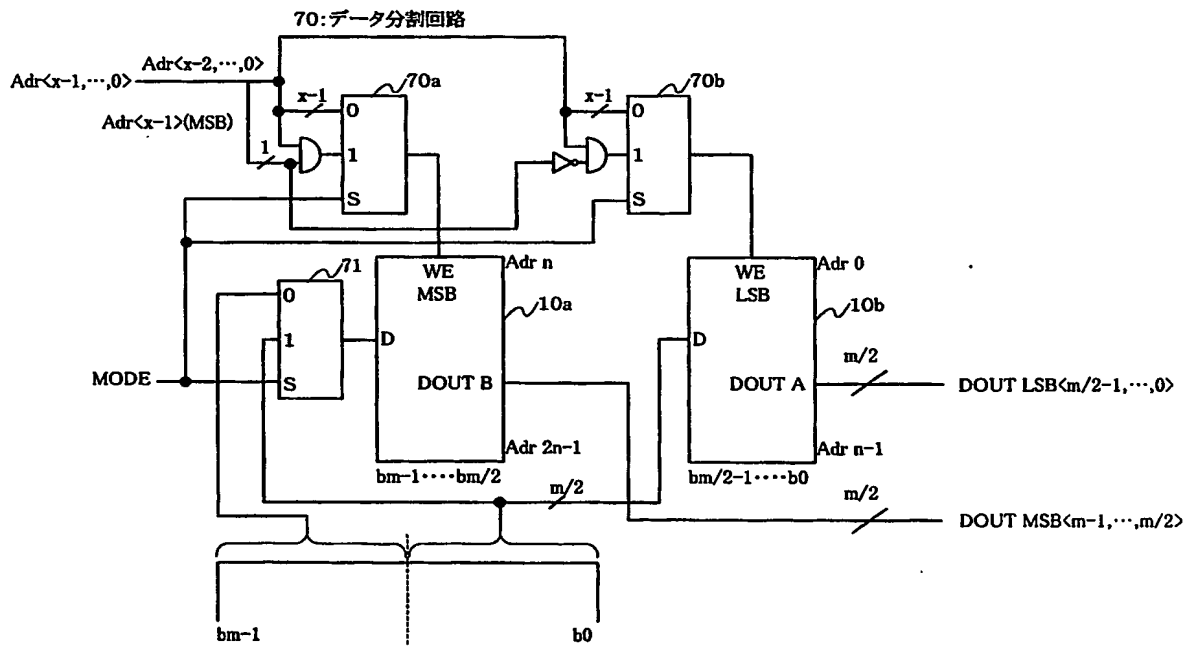 70:データ分割回路
Adr<x-1,…,0>
Adr<x-2,…,0>
Adr<x-1>(MSB)
x-1
70a
0
1
S
1
x-1
70b
0
1
S
71
0
1
S
MODE
WE
MSB
D
DOUT B
Adr n
10a
Adr 2n-1
bm-1‥‥bm/2
m/2
WE
LSB
D
DOUT A
Adr 0
10b
Adr n-1
bm/2-1‥‥b0
m/2
DOUT LSB<m/2-1,…,0>
m/2
DOUT MSB<m-1,…,m/2>
bm-1
b0